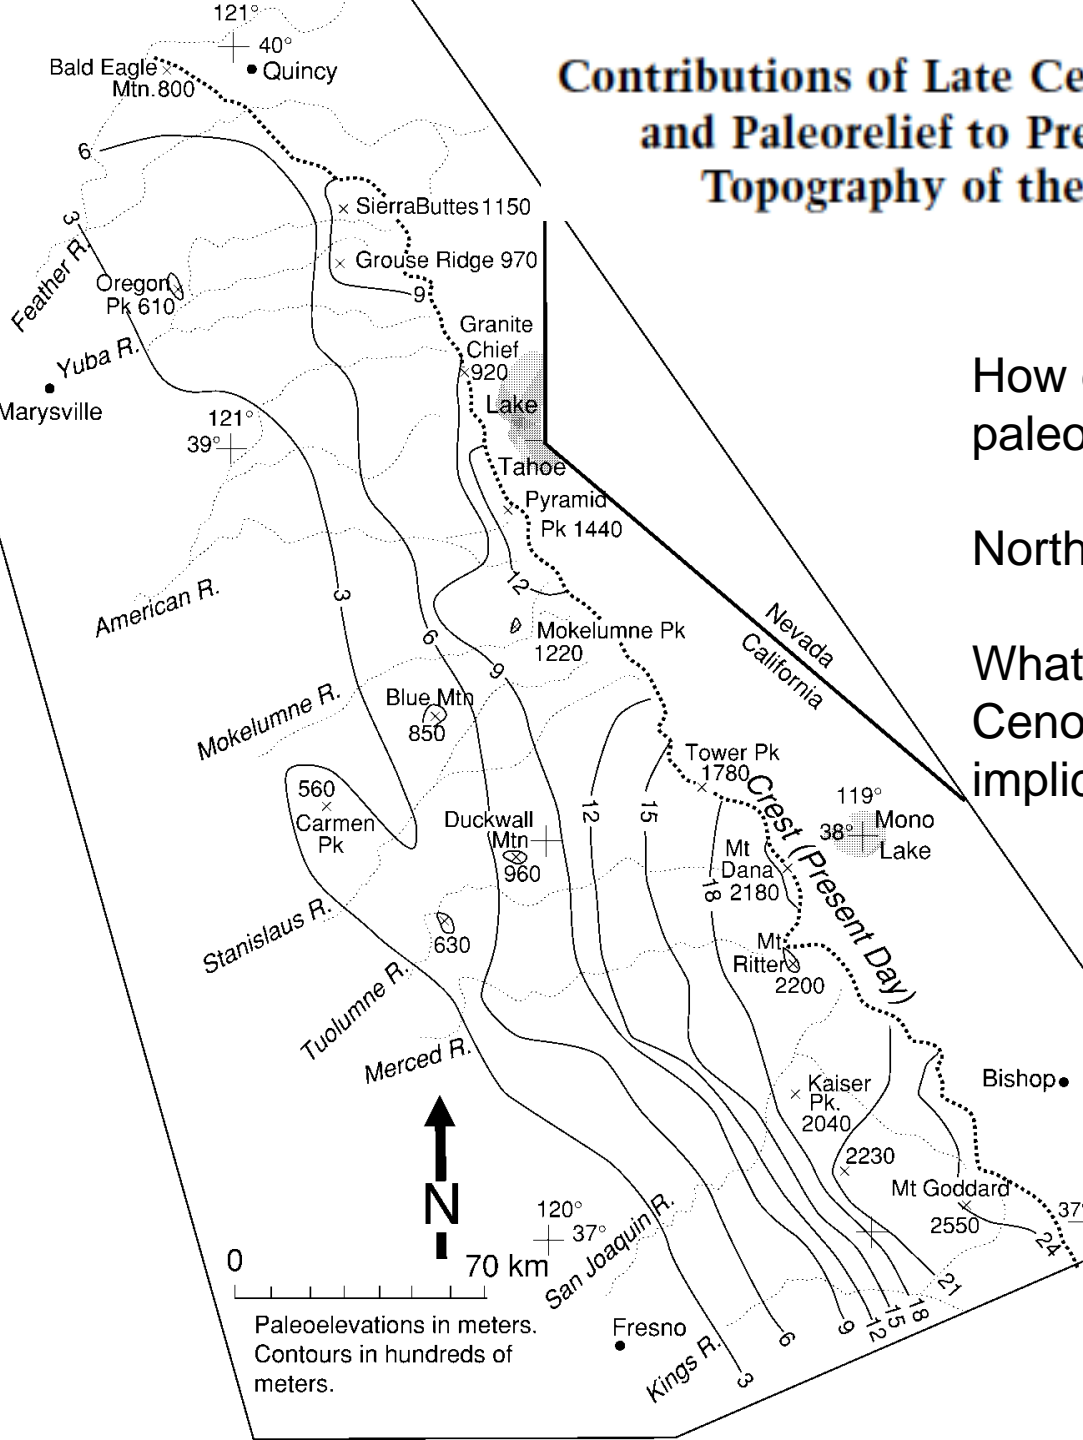 121°
40°
Bald Eagle
Mtn. 800
Quincy
Contributions of Late Ce
and Paleorelief to Pre
Topography of the
6
SierraButtes 1150
3
Feather R.
Grouse Ridge 970
Oregon
Pk 610
9
Granite
Chief
920
Yuba R.
Marysville
Lake
Tahoe
121°
39°
How
paleo
Pyramid
Pk 1440
North
American R.
3
12
6
Mokelumne Pk
1220
Nevada
California
What
Ceno
implic
9
Mokelumne R.
Blue Mtn
850
Tower Pk
1780
Crest (Present Day)
560
Carmen
Pk
Duckwall
Mtn
960
12
15
18
119°
38°
Mono
Lake
Mt
Dana
2180
Stanislaus R.
630
Mt
Ritter
2200
Tuolumne R.
Merced R.
Bishop
Kaiser
Pk.
2040
2230
Mt Goddard
2550
N
120°
37°
37°
San Joaquin R.
24
0
70 km
21
18
15
12
9
6
3
Paleoelevations in meters.
Contours in hundreds of
meters.
Fresno
Kings R.